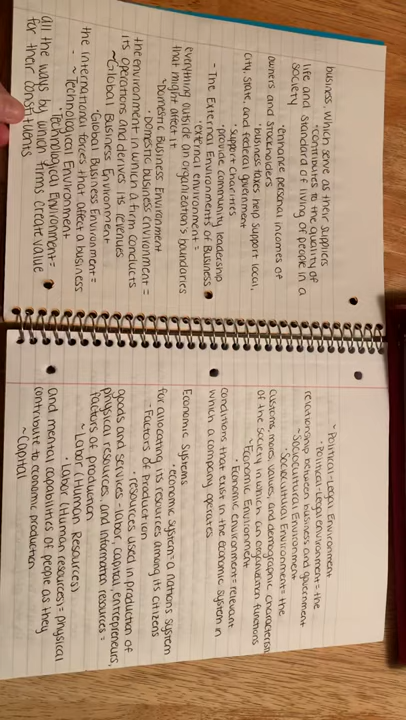 business, which serve as their suppliers
• contributes to the quality of
life and standard of living of people in a
society
• enhance personal incomes of
owners and stockholders
• business taxes help support local,
city, state, and federal government
• support charities
• provide community leadership
- The External Environments of Business
• external environment =
everything outside an organization's boundaries
that might affect it
~ Domestic Business Environment
• Domestic business environment =
the environment in which a firm conducts
its operations and derives its revenues
~ Global Business Environment
• Global Business Environment =
the international forces that affect a business
~ Technological Environment
• Technological Environment =
all the ways by which firms create value
for their constituents
~ Political-Legal Environment
• Political-Legal environment = the
relationship between business and government
~ Sociocultural Environment
• Sociocultural Environment = the
customs, mores, values, and demographic characteristics
of the society in which an organization functions
~ Economic Environment
• Economic environment = relevant
conditions that exist in the economic system in
which a company operates
Economic Systems
• economic system = a nation's system
for allocating its resources among its citizens
- Factors of Production
• resources used in production of
goods and services - labor, capital, entrepreneurs,
physical resources, and information resources =
factors of production
~ Labor (Human Resources)
• Labor (human resources) = physical
and mental capabilities of people as they
contribute to economic production
~ Capital